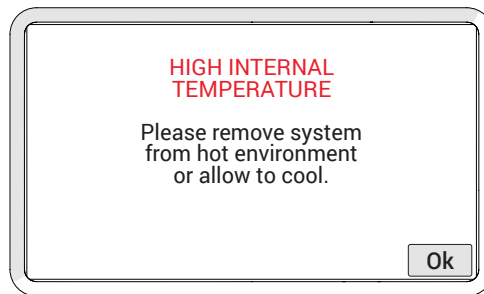 HIGH INTERNAL
TEMPERATURE
Please remove system
from hot environment
or allow to cool.
Ok